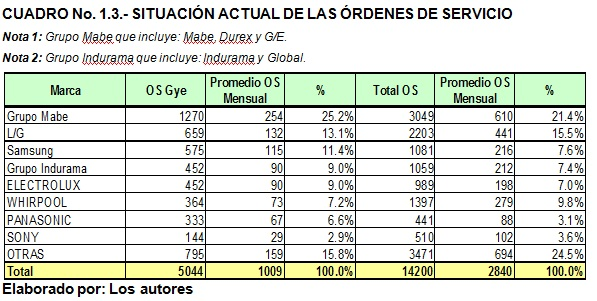 CUADRO No. 1.3.- SITUACIÓN ACTUAL DE LAS ÓRDENES DE SERVICIO
Nota 1: Grupo Mabe que incluye: Mabe, Durex y G/E.
Nota 2: Grupo Indurama que incluye: Indurama y Global.
Marca OS Gye Promedio OS Mensual % Total OS Promedio OS Mensual %
Grupo Mabe 1270 254 25.2% 3049 610 21.4%
L/G 659 132 13.1% 2203 441 15.5%
Samsung 575 115 11.4% 1081 216 7.6%
Grupo Indurama 452 90 9.0% 1059 212 7.4%
ELECTROLUX 452 90 9.0% 989 198 7.0%
WHIRPOOL 364 73 7.2% 1397 279 9.8%
PANASONIC 333 67 6.6% 441 88 3.1%
SONY 144 29 2.9% 510 102 3.6%
OTRAS 795 159 15.8% 3471 694 24.5%
Total 5044 1009 100.0% 14200 2840 100.0%
Elaborado por: Los autores